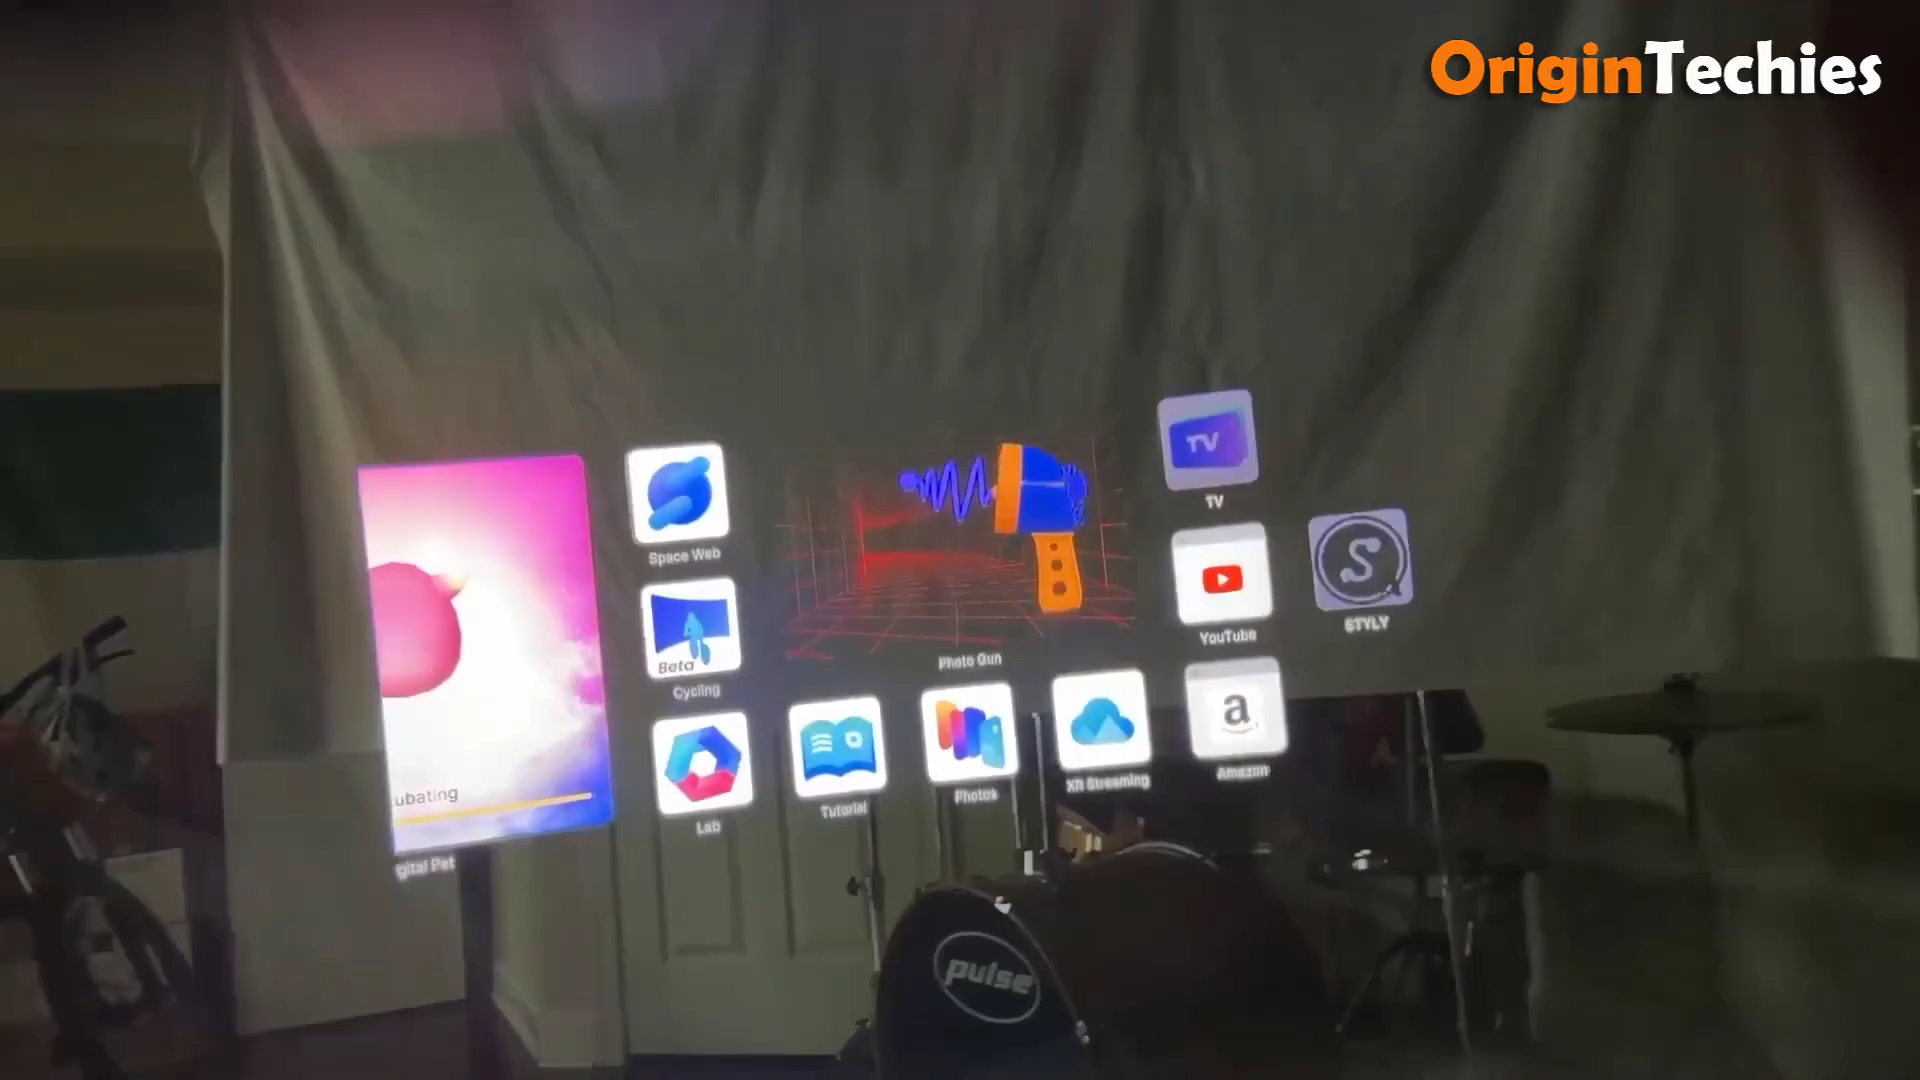 OriginTechies
TV
TV
Space Web
YouTube
S
STYLY
Beta
Cycling
Photo Gun
ubating
gital Pet
Lab
Tutorial
Photos
XR Streaming
a
Amazon
pulse